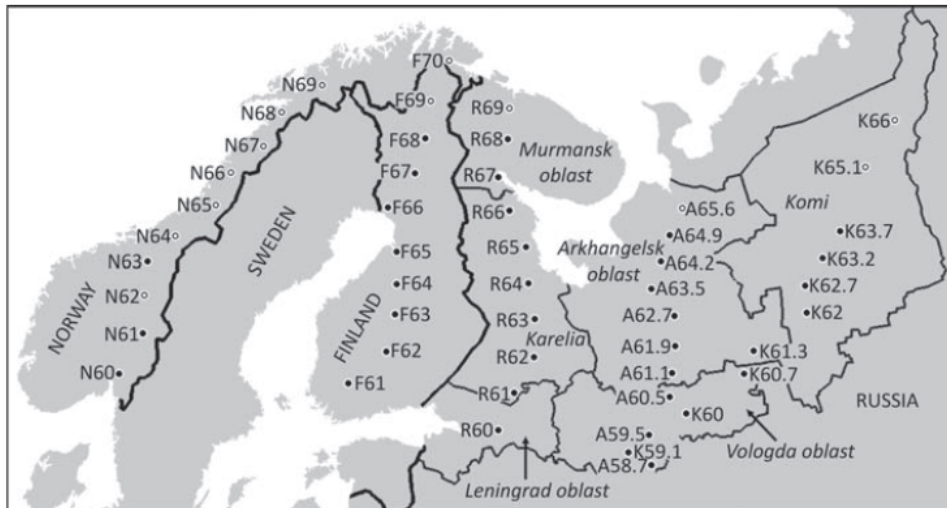 F70
N69
F69
R69
N68
K66
F68
R68
N67
Murmansk
oblast
N66
F67
R67
K65.1
N65
F66
R66
A65.6
Komi
N64
SWEDEN
F65
R65
Arkhangelsk
oblast
A64.9
K63.7
N63
A64.2
K63.2
N62
F64
R64
A63.5
K62.7
NORWAY
N61
FINLAND
F63
R63
Karelia
A62.7
K62
F62
R62
A61.9
K61.3
N60
F61
R61
A61.1
K60.7
A60.5
RUSSIA
K60
R60
A59.5
K59.1
Vologda oblast
A58.7
Leningrad oblast